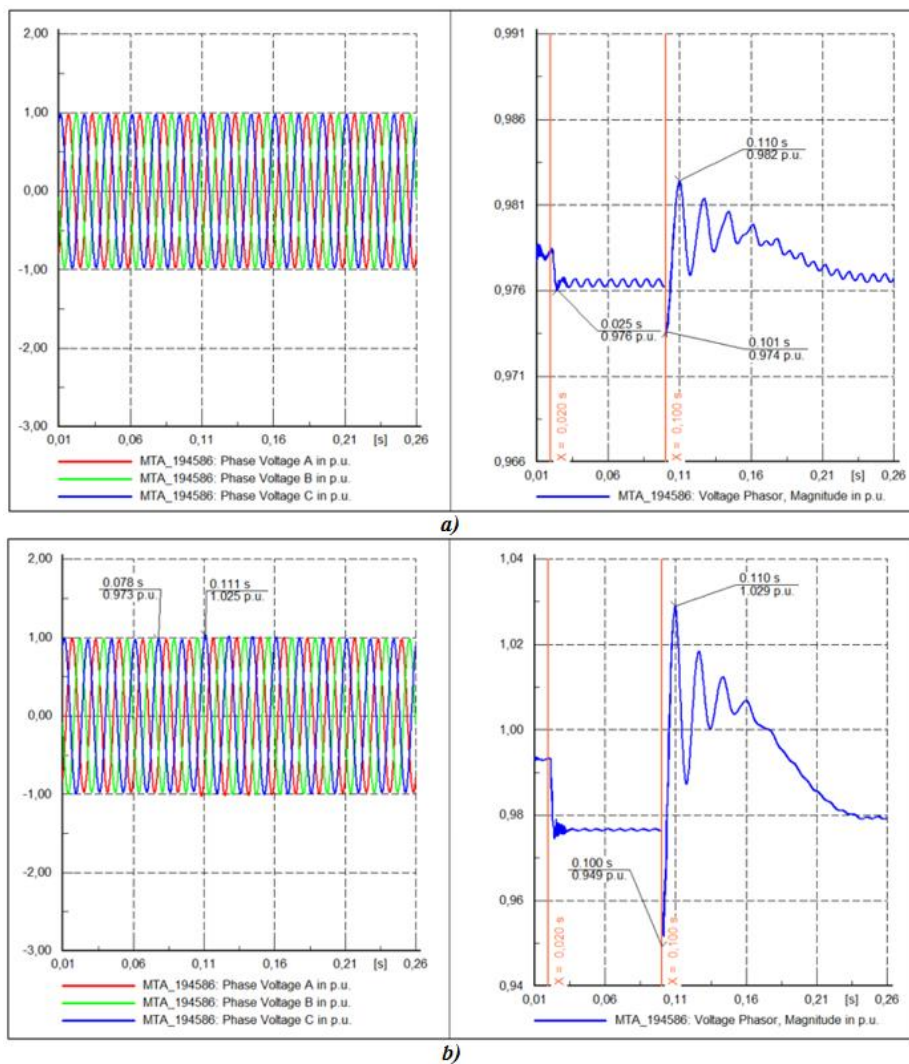 2,00
1,00
0,00
-1,00
-2,00
-3,00
0,01 0,06 0,11 0,16 0,21 [s] 0,26
MTA_194586: Phase Voltage A in p.u.
MTA_194586: Phase Voltage B in p.u.
MTA_194586: Phase Voltage C in p.u.
0,991
0,986
0,981
0,976
0,971
0,966
0.110 s
0.982 p.u.
0.025 s
0.976 p.u.
0.101 s
0.974 p.u.
X = 0,020 s
X = 0,100 s
0,01 0,06 0,11 0,16 0,21 [s] 0,26
MTA_194586: Voltage Phasor, Magnitude in p.u.
a)
2,00
1,00
0,00
-1,00
-2,00
-3,00
0.078 s
0.973 p.u.
0.111 s
1.025 p.u.
0,01 0,06 0,11 0,16 0,21 [s] 0,26
MTA_194586: Phase Voltage A in p.u.
MTA_194586: Phase Voltage B in p.u.
MTA_194586: Phase Voltage C in p.u.
1,04
1,02
1,00
0,98
0,96
0,94
0.110 s
1.029 p.u.
0.100 s
0.949 p.u.
X = 0,020 s
X = 0,100 s
0,01 0,06 0,11 0,16 0,21 [s] 0,26
MTA_194586: Voltage Phasor, Magnitude in p.u.
b)